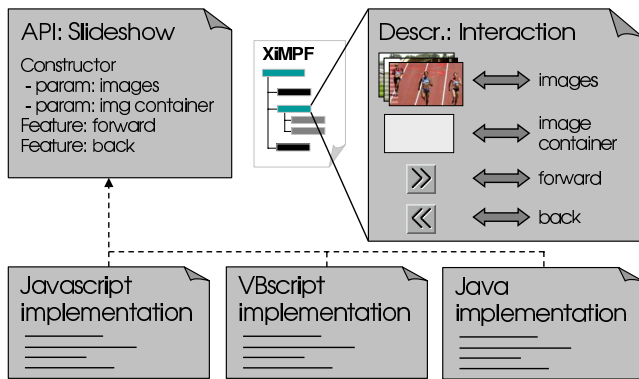 API: Slideshow
Constructor
- param: images
- param: img container
Feature: forward
Feature: back
XiMPF
Descr.: Interaction
images
image
container
forward
back
Javascript
implementation
VBscript
implementation
Java
implementation